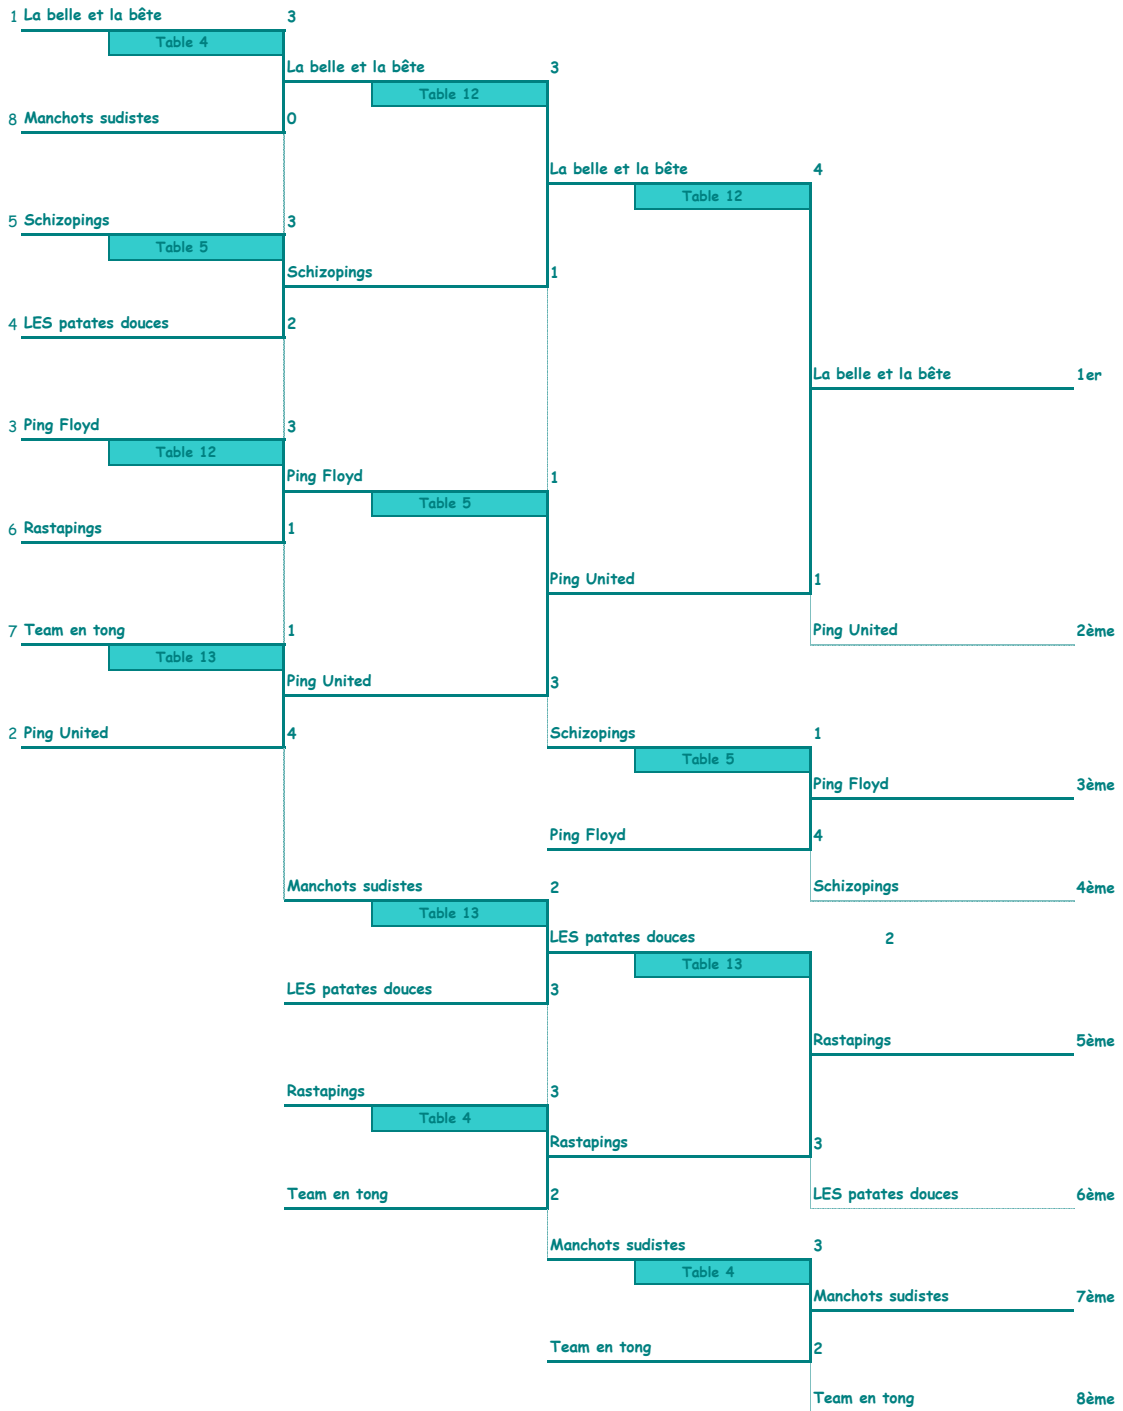 1 La belle et la bête 3
Table 4
La belle et la bête 3
Table 12
8 Manchots sudistes 0
La belle et la bête 4
Table 12
5 Schizopings 3
Table 5
Schizopings 1
4 LES patates douces 2
La belle et la bête 1er
3 Ping Floyd 3
Table 12
Ping Floyd 1
Table 5
6 Rastapings 1
Ping United 1
7 Team en tong 1 Ping United 2ème
Table 13
Ping United 3
2 Ping United 4 Schizopings 1
Table 5
Ping Floyd 3ème
Ping Floyd 4
Manchots sudistes 2 Schizopings 4ème
Table 13
LES patates douces 2
Table 13
LES patates douces 3
Rastapings 5ème
Rastapings 3
Table 4
Rastapings 3
Team en tong 2 LES patates douces 6ème
Manchots sudistes 3
Table 4
Manchots sudistes 7ème
Team en tong 2
Team en tong 8ème